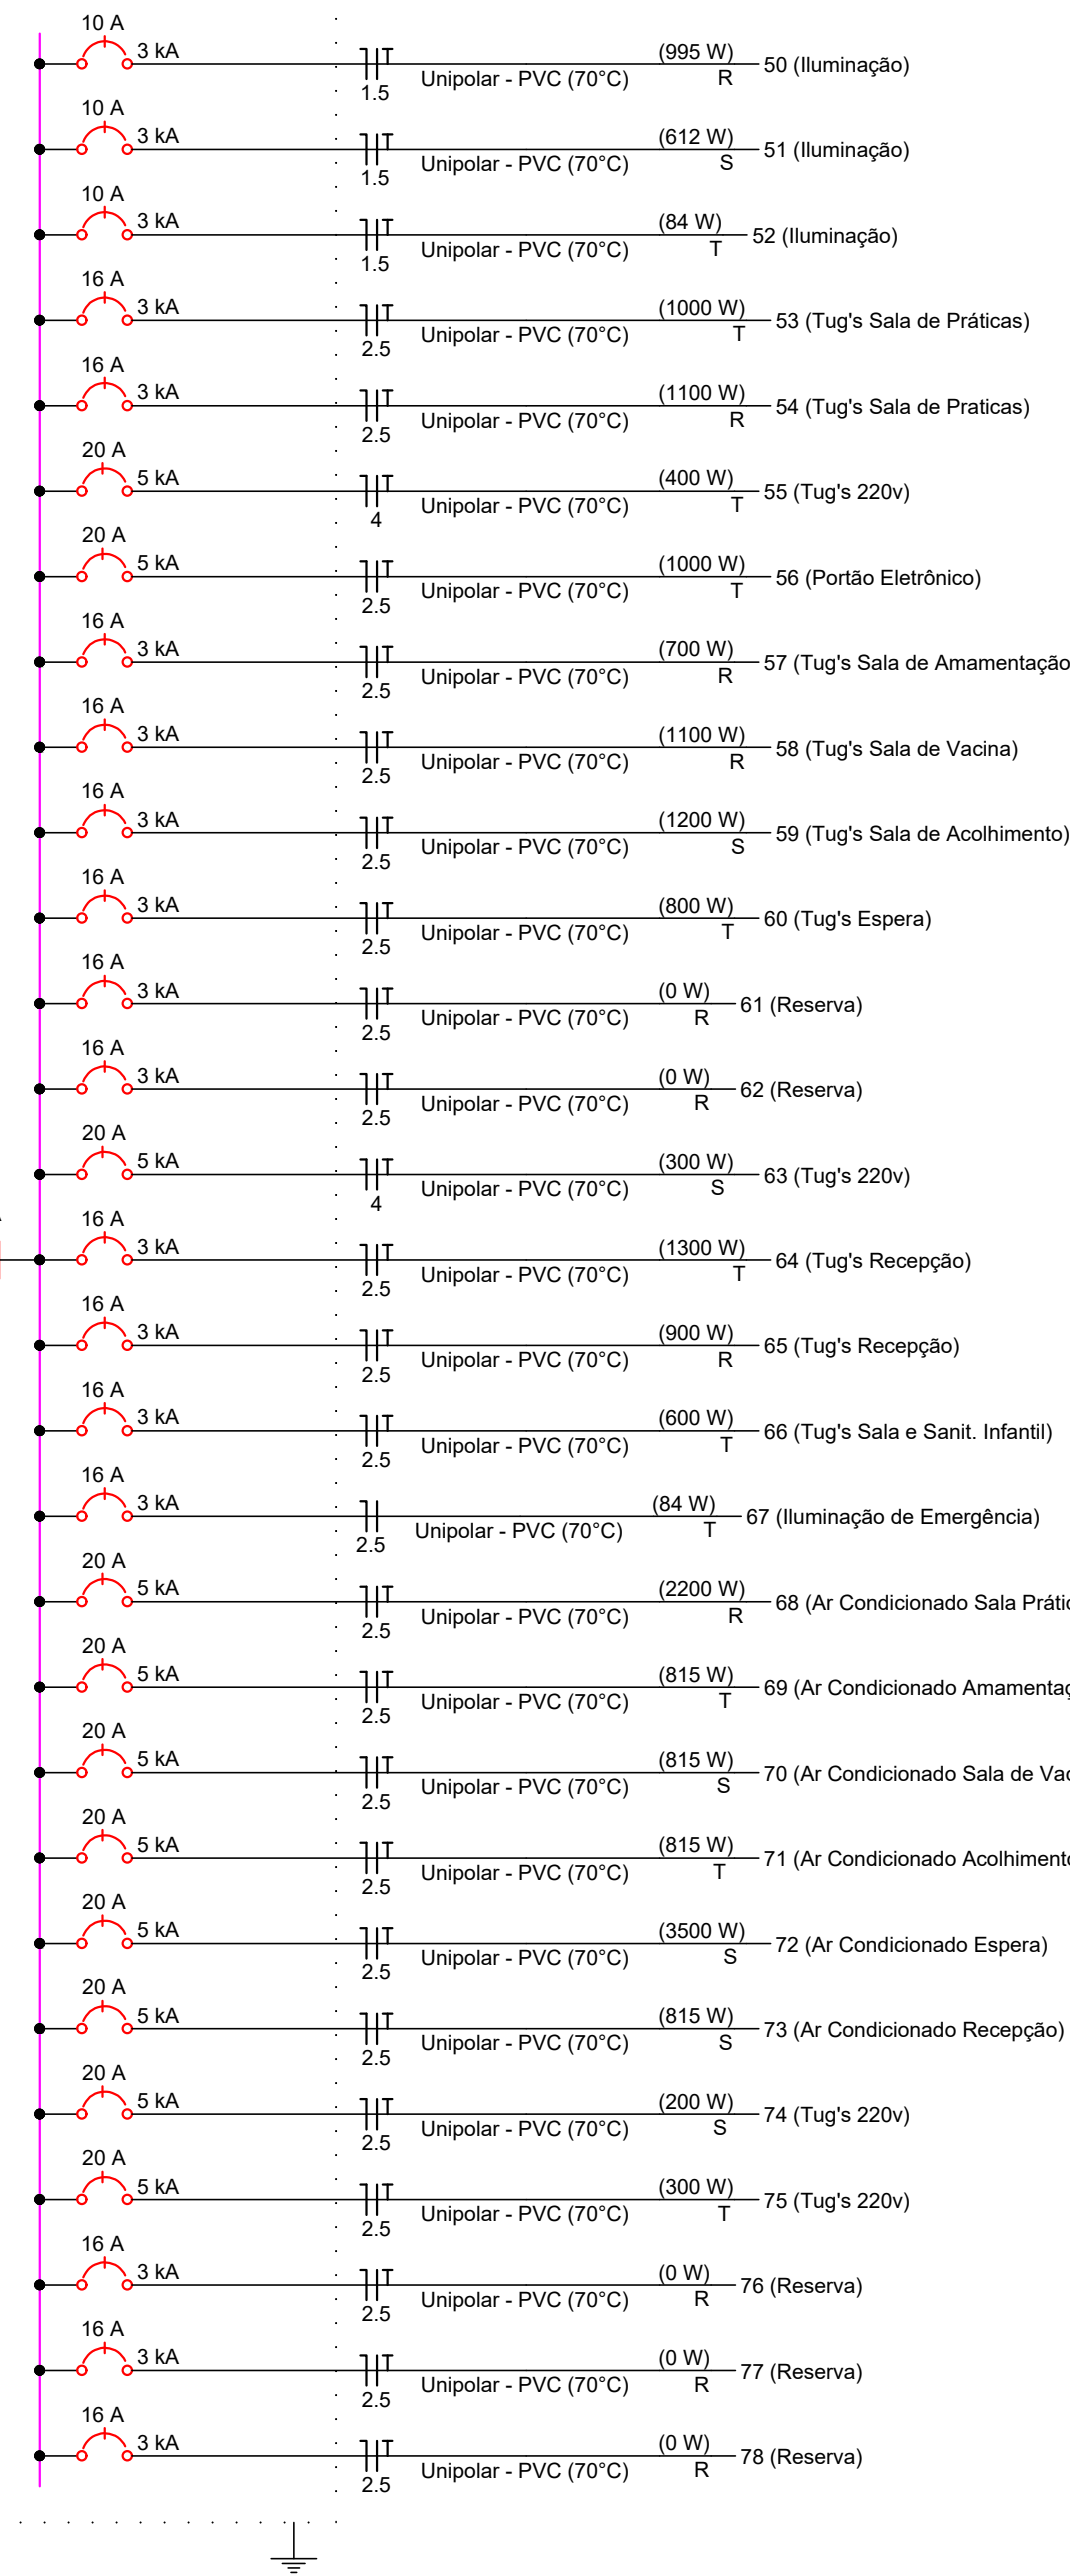 10 A
3 kA (995 W) 50 (Iluminação)
1.5 Unipolar - PVC (70°C) R
10 A
3 kA (612 W) 51 (Iluminação)
1.5 Unipolar - PVC (70°C) S
10 A
3 kA (84 W) 52 (Iluminação)
1.5 Unipolar - PVC (70°C) T
16 A
3 kA (1000 W) 53 (Tug's Sala de Práticas)
2.5 Unipolar - PVC (70°C) T
16 A
3 kA (1100 W) 54 (Tug's Sala de Praticas)
2.5 Unipolar - PVC (70°C) R
20 A
5 kA (400 W) 55 (Tug's 220v)
4 Unipolar - PVC (70°C) T
20 A
5 kA (1000 W) 56 (Portão Eletrônico)
2.5 Unipolar - PVC (70°C) T
16 A
3 kA (700 W) 57 (Tug's Sala de Amamentação
2.5 Unipolar - PVC (70°C) R
16 A
3 kA (1100 W) 58 (Tug's Sala de Vacina)
2.5 Unipolar - PVC (70°C) R
16 A
3 kA (1200 W) 59 (Tug's Sala de Acolhimento)
2.5 Unipolar - PVC (70°C) S
16 A
3 kA (800 W) 60 (Tug's Espera)
2.5 Unipolar - PVC (70°C) T
16 A
3 kA (0 W) 61 (Reserva)
2.5 Unipolar - PVC (70°C) R
16 A
3 kA (0 W) 62 (Reserva)
2.5 Unipolar - PVC (70°C) R
20 A
5 kA (300 W) 63 (Tug's 220v)
4 Unipolar - PVC (70°C) S
16 A
3 kA (1300 W) 64 (Tug's Recepção)
2.5 Unipolar - PVC (70°C) T
16 A
3 kA (900 W) 65 (Tug's Recepção)
2.5 Unipolar - PVC (70°C) R
16 A
3 kA (600 W) 66 (Tug's Sala e Sanit. Infantil)
2.5 Unipolar - PVC (70°C) T
16 A
3 kA (84 W) 67 (Iluminação de Emergência)
2.5 Unipolar - PVC (70°C) T
20 A
5 kA (2200 W) 68 (Ar Condicionado Sala
2.5 Unipolar - PVC (70°C) R
20 A
5 kA (815 W) 69 (Ar Condicionado
2.5 Unipolar - PVC (70°C) T
20 A
5 kA (815 W) 70 (Ar Condicionado Sala de
2.5 Unipolar - PVC (70°C) S
20 A
5 kA (815 W) 71 (Ar Condicionado Acolhimento
2.5 Unipolar - PVC (70°C) T
20 A
5 kA (3500 W) 72 (Ar Condicionado Espera)
2.5 Unipolar - PVC (70°C) S
20 A
5 kA (815 W) 73 (Ar Condicionado Recepção)
2.5 Unipolar - PVC (70°C) S
20 A
5 kA (200 W) 74 (Tug's 220v)
2.5 Unipolar - PVC (70°C) S
20 A
5 kA (300 W) 75 (Tug's 220v)
2.5 Unipolar - PVC (70°C) T
16 A
3 kA (0 W) 76 (Reserva)
2.5 Unipolar - PVC (70°C) R
16 A
3 kA (0 W) 77 (Reserva)
2.5 Unipolar - PVC (70°C) R
16 A
3 kA (0 W) 78 (Reserva)
2.5 Unipolar - PVC (70°C) R